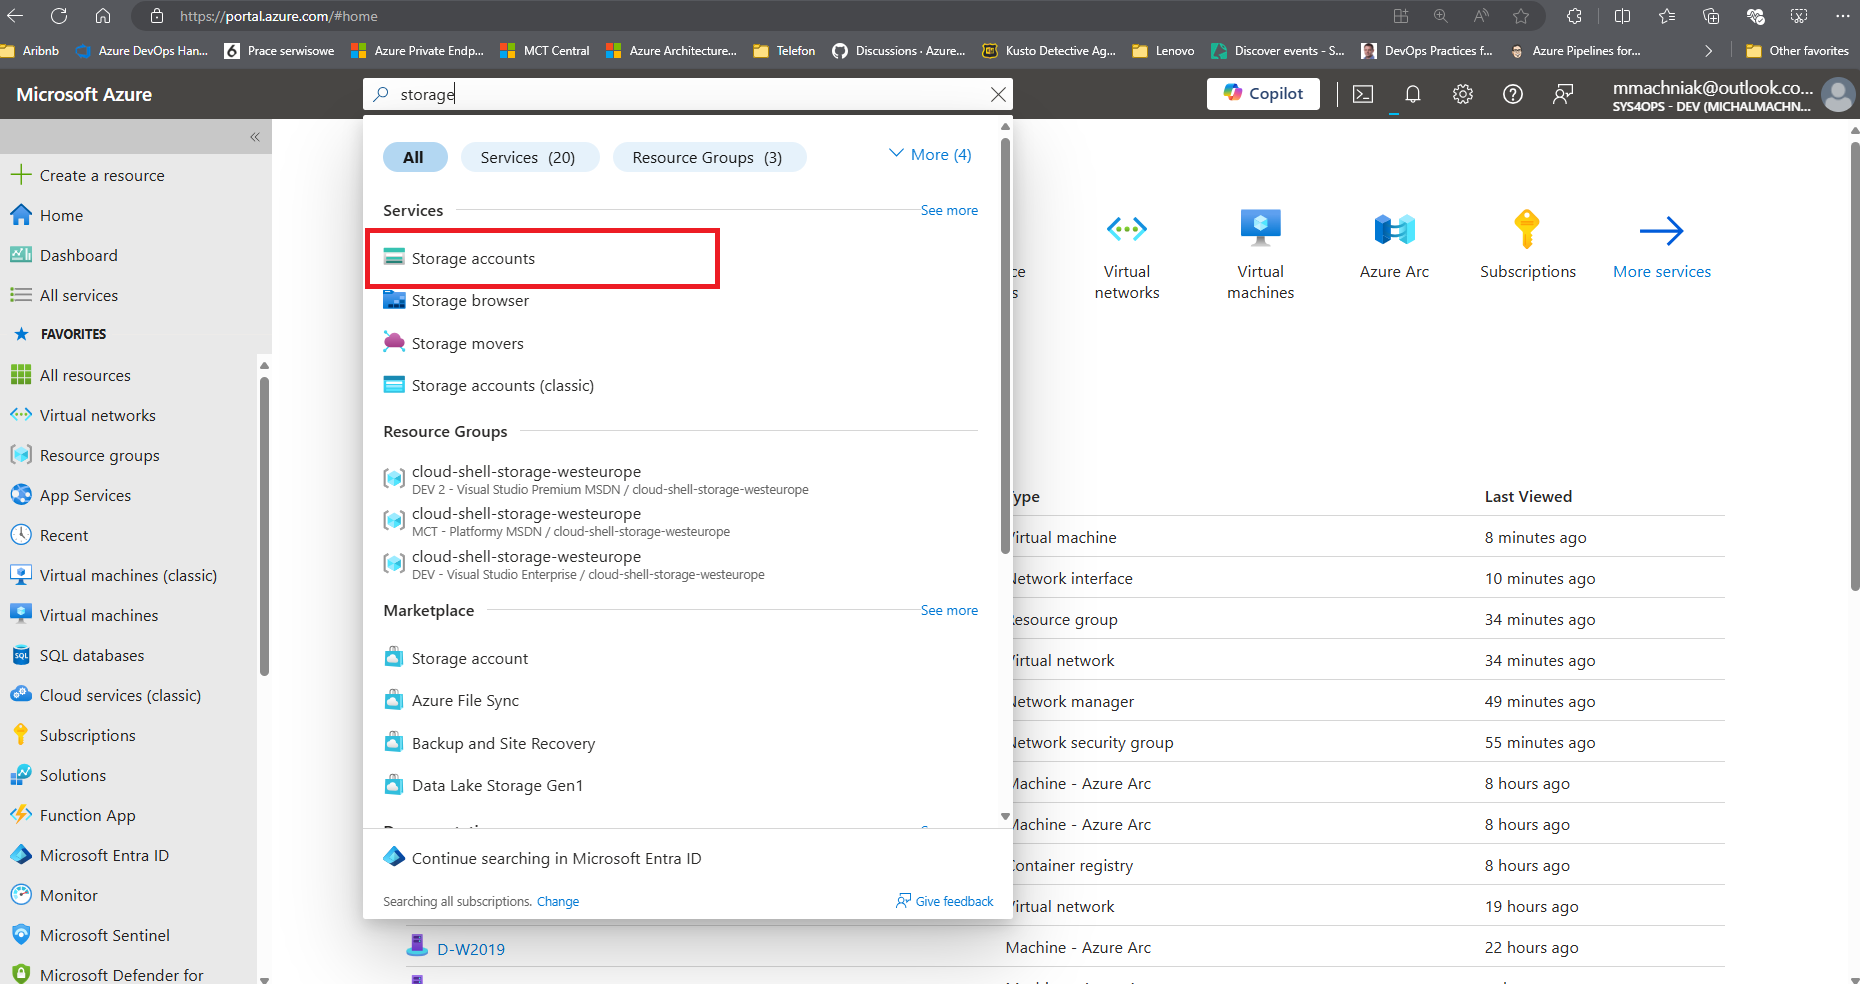 https://portal.azure.com/#home
Aribnb
Azure DevOps Han...
Prace serwisowe
Azure Private Endp...
MCT Central
Azure Architecture...
Telefon
Discussions · Azure...
Kusto Detective Ag...
Lenovo
Discover events - S...
DevOps Practices f...
Azure Pipelines for...
Other favorites
Microsoft Azure
storage
Copilot
mmachniak@outlook.co...
SYS4OPS - DEV (MICHALMACHN...
Create a resource
Home
Dashboard
All services
FAVORITES
All resources
Virtual networks
Resource groups
App Services
Recent
Virtual machines (classic)
Virtual machines
SQL databases
Cloud services (classic)
Subscriptions
Solutions
Function App
Microsoft Entra ID
Monitor
Microsoft Sentinel
Microsoft Defender for
All
Services (20)
Resource Groups (3)
More (4)
Services
See more
Storage accounts
Storage browser
Storage movers
Storage accounts (classic)
Resource Groups
cloud-shell-storage-westeurope
DEV 2 - Visual Studio Premium MSDN / cloud-shell-storage-westeurope
cloud-shell-storage-westeurope
MCT - Platformy MSDN / cloud-shell-storage-westeurope
cloud-shell-storage-westeurope
DEV - Visual Studio Enterprise / cloud-shell-storage-westeurope
Marketplace
See more
Storage account
Azure File Sync
Backup and Site Recovery
Data Lake Storage Gen1
Continue searching in Microsoft Entra ID
Searching all subscriptions. Change
Give feedback
Virtual
networks
Virtual
machines
Azure Arc
Subscriptions
More services
Type
Last Viewed
Virtual machine
8 minutes ago
Network interface
10 minutes ago
Resource group
34 minutes ago
Virtual network
34 minutes ago
Network manager
49 minutes ago
Network security group
55 minutes ago
Machine - Azure Arc
8 hours ago
Machine - Azure Arc
8 hours ago
Container registry
8 hours ago
Virtual network
19 hours ago
D-W2019
Machine - Azure Arc
22 hours ago